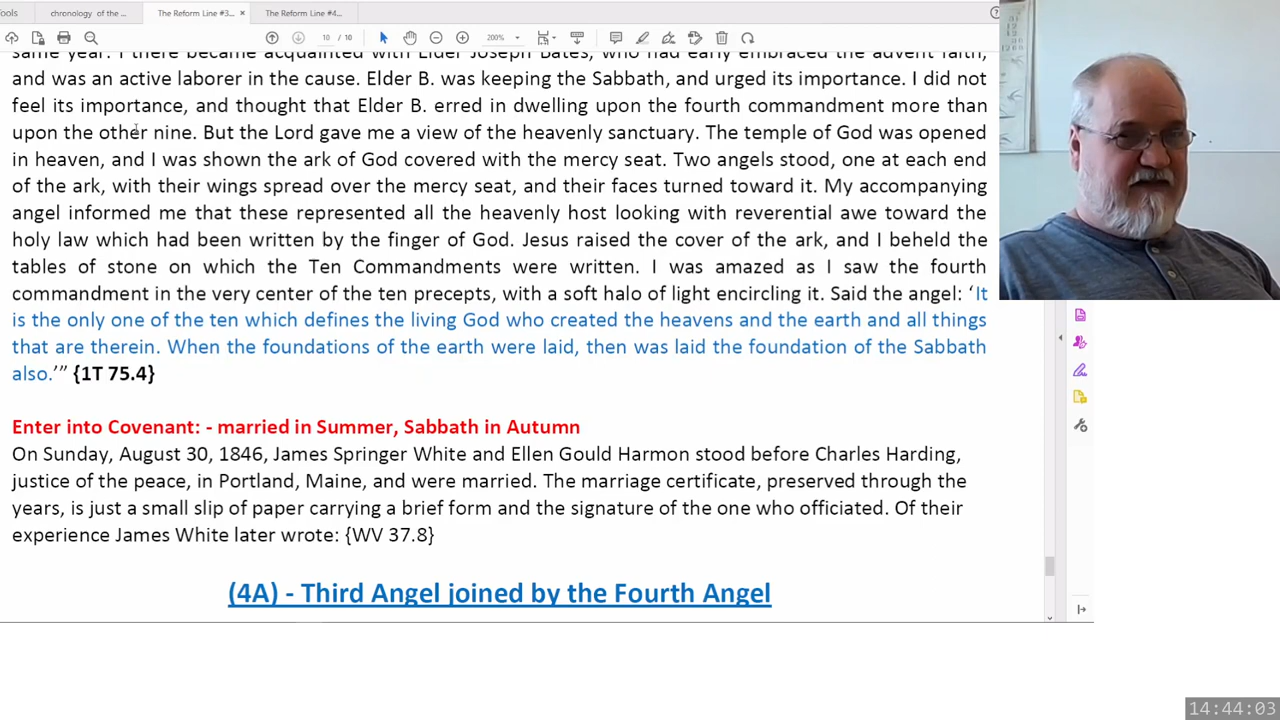 ools
chronology of the ...
The Reform Line #3...
×
The Reform Line #4...
10 / 10
200%
same year. I there became acquainted with Elder Joseph Bates, who had early embraced the advent faith,
and was an active laborer in the cause. Elder B. was keeping the Sabbath, and urged its importance. I did not
feel its importance, and thought that Elder B. erred in dwelling upon the fourth commandment more than
upon the other nine. But the Lord gave me a view of the heavenly sanctuary. The temple of God was opened
in heaven, and I was shown the ark of God covered with the mercy seat. Two angels stood, one at each end
of the ark, with their wings spread over the mercy seat, and their faces turned toward it. My accompanying
angel informed me that these represented all the heavenly host looking with reverential awe toward the
holy law which had been written by the finger of God. Jesus raised the cover of the ark, and I beheld the
tables of stone on which the Ten Commandments were written. I was amazed as I saw the fourth
commandment in the very center of the ten precepts, with a soft halo of light encircling it. Said the angel: ‘It
is the only one of the ten which defines the living God who created the heavens and the earth and all things
that are therein. When the foundations of the earth were laid, then was laid the foundation of the Sabbath
also.’” {1T 75.4}
Enter into Covenant: - married in Summer, Sabbath in Autumn
On Sunday, August 30, 1846, James Springer White and Ellen Gould Harmon stood before Charles Harding,
justice of the peace, in Portland, Maine, and were married. The marriage certificate, preserved through the
years, is just a small slip of paper carrying a brief form and the signature of the one who officiated. Of their
experience James White later wrote: {WV 37.8}
(4A) - Third Angel joined by the Fourth Angel
14:44:03